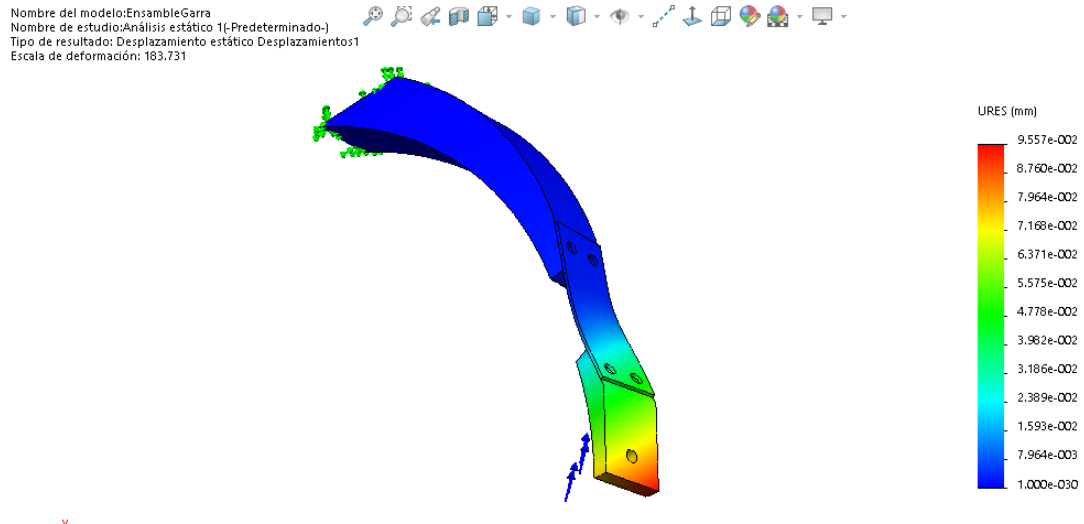 Nombre del modelo:EnsambleGarra
Nombre de estudio:Análisis estático 1(-Predeterminado-)
Tipo de resultado: Desplazamiento estático Desplazamientos1
Escala de deformación: 183.731
URES (mm)
9.557e-002
8.760e-002
7.964e-002
7.168e-002
6.371e-002
5.575e-002
4.778e-002
3.982e-002
3.186e-002
2.389e-002
1.593e-002
7.964e-003
1.000e-030
Y